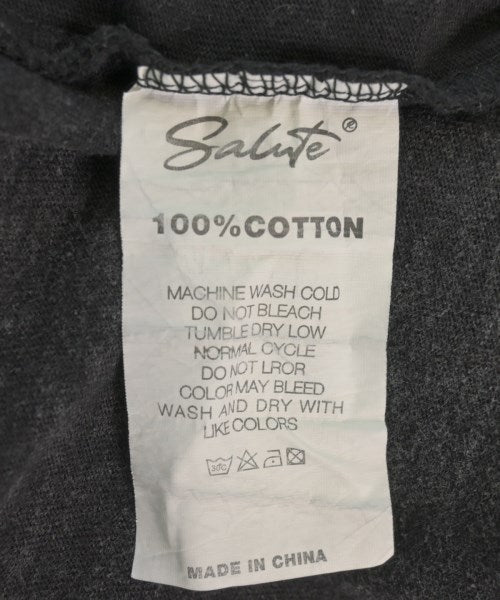 Salute®
100% COTTON
MACHINE WASH COLD
DO NOT BLEACH
TUMBLE DRY LOW
NORMAL CYCLE
DO NOT LROR
COLOR MAY BLEED
WASH AND DRY WITH
LIKE COLORS
30℃
MADE IN CHINA